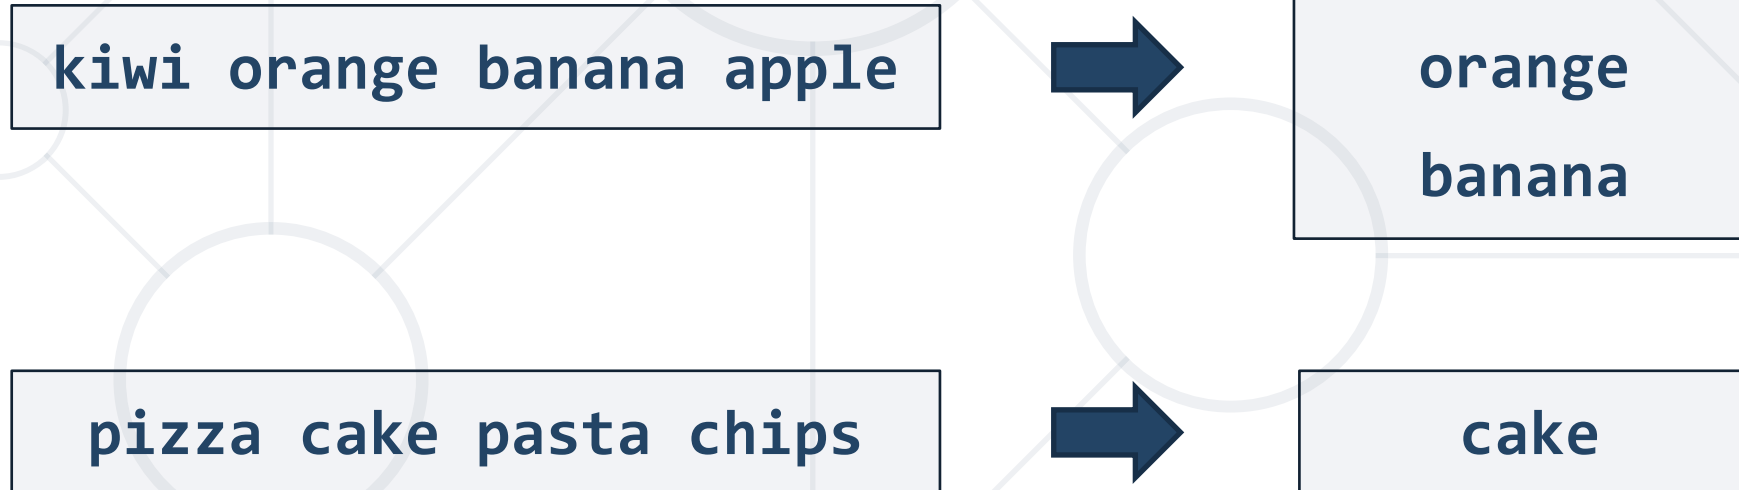 kiwi orange banana apple
orange
banana
pizza cake pasta chips
cake